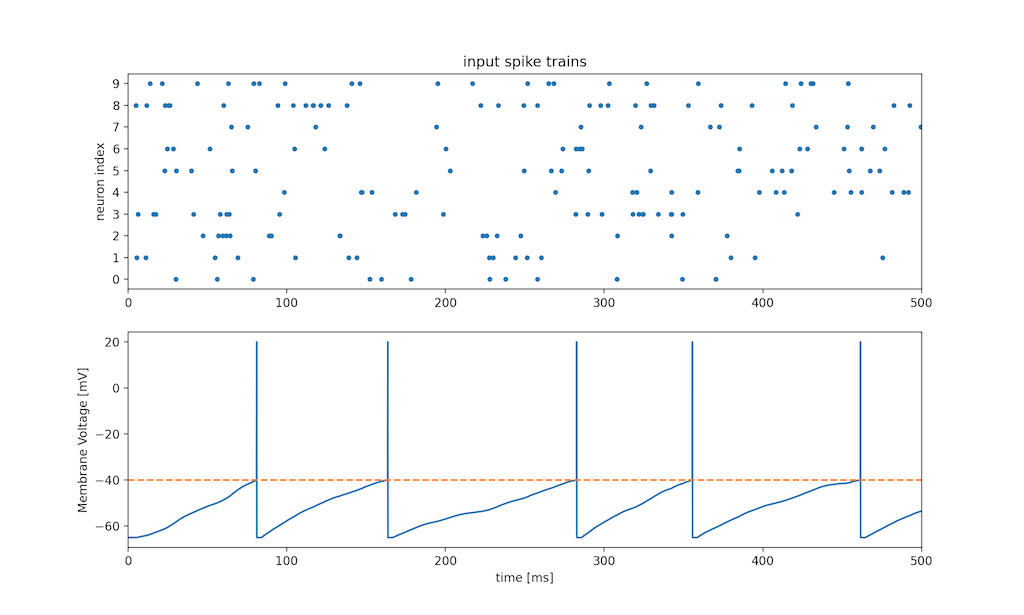 input spike trains
neuron index
9
8
7
6
5
4
3
2
1
0
0 100 200 300 400 500
Membrane Voltage [mV]
20
0
−20
−40
−60
0 100 200 300 400 500
time [ms]